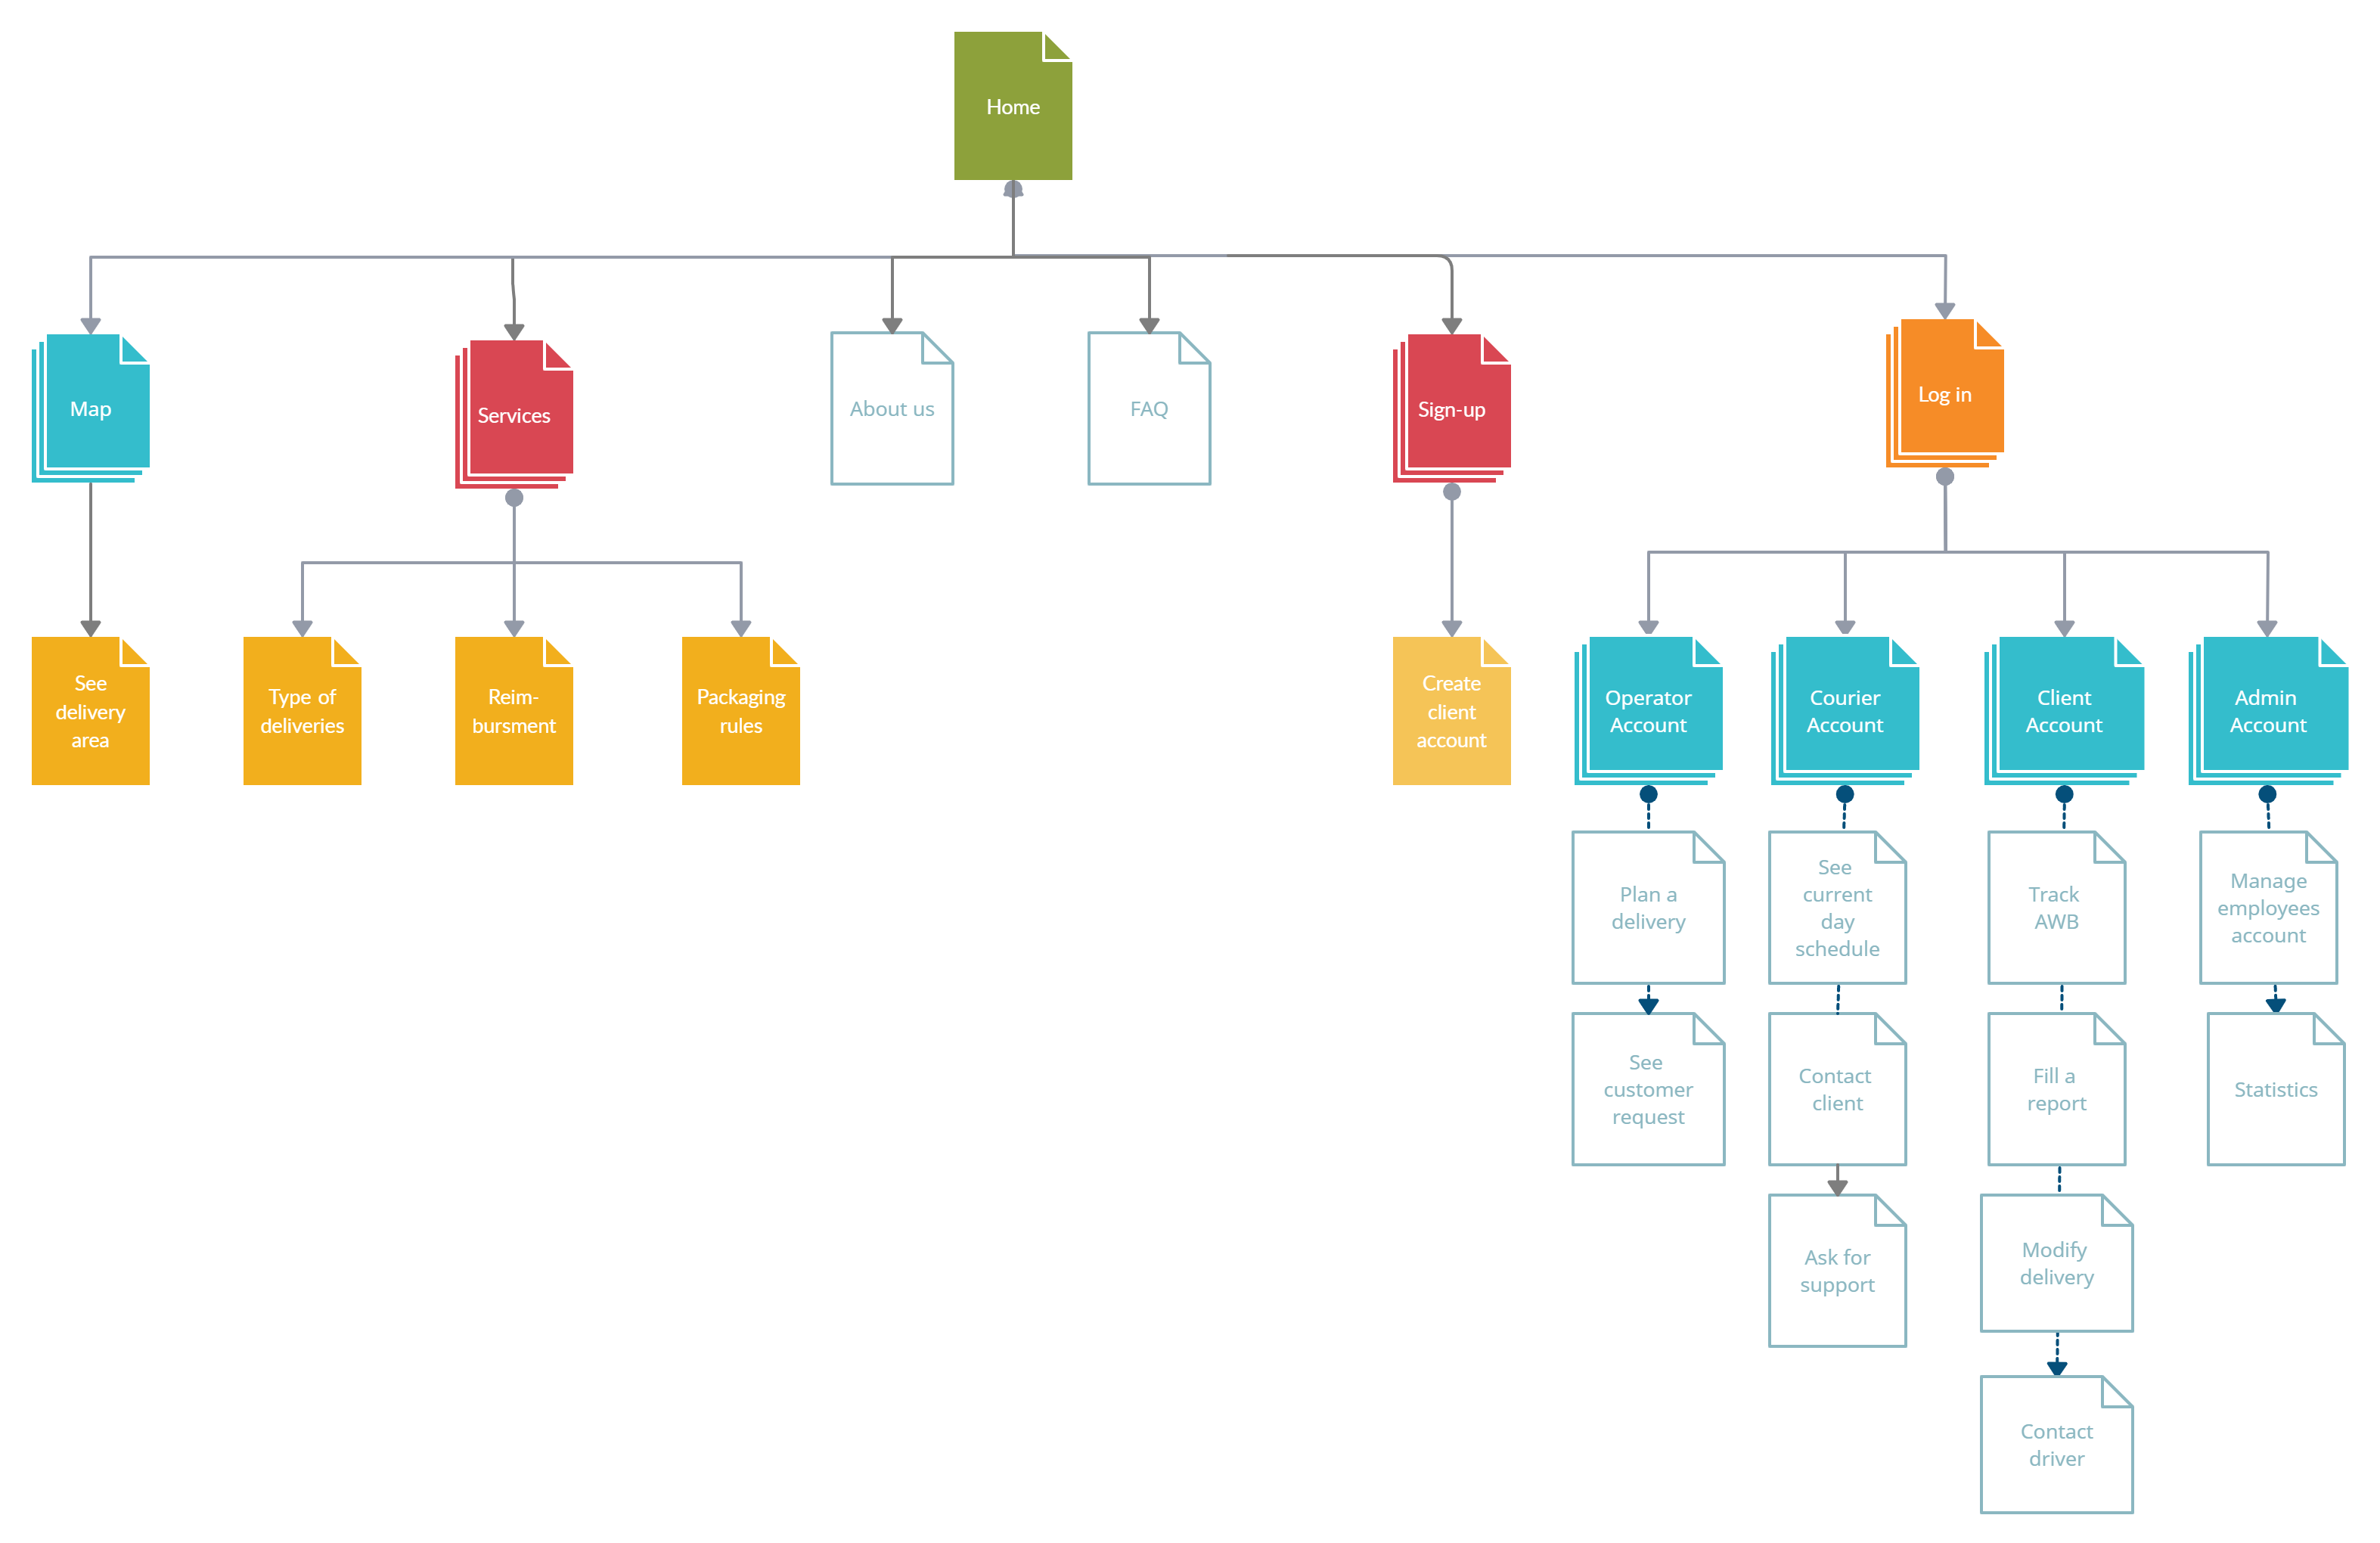 Home
Map
Services
About us
FAQ
Sign-up
Log in
See
delivery
area
Type of
deliveries
Reim-
bursment
Packaging
rules
Create
client
account
Operator
Account
Courier
Account
Client
Account
Admin
Account
Plan a
delivery
See
current
day
schedule
Track
AWB
Manage
employees
account
See
customer
request
Contact
client
Fill a
report
Statistics
Ask for
support
Modify
delivery
Contact
driver